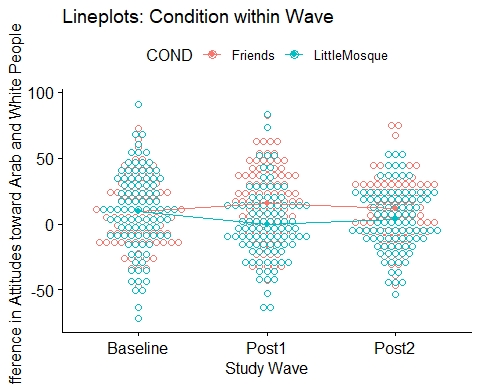 Lineplots: Condition within Wave
COND Friends LittleMosque
fference in Attitudes toward Arab and White People
100
50
0
-50
Baseline Post1 Post2
Study Wave